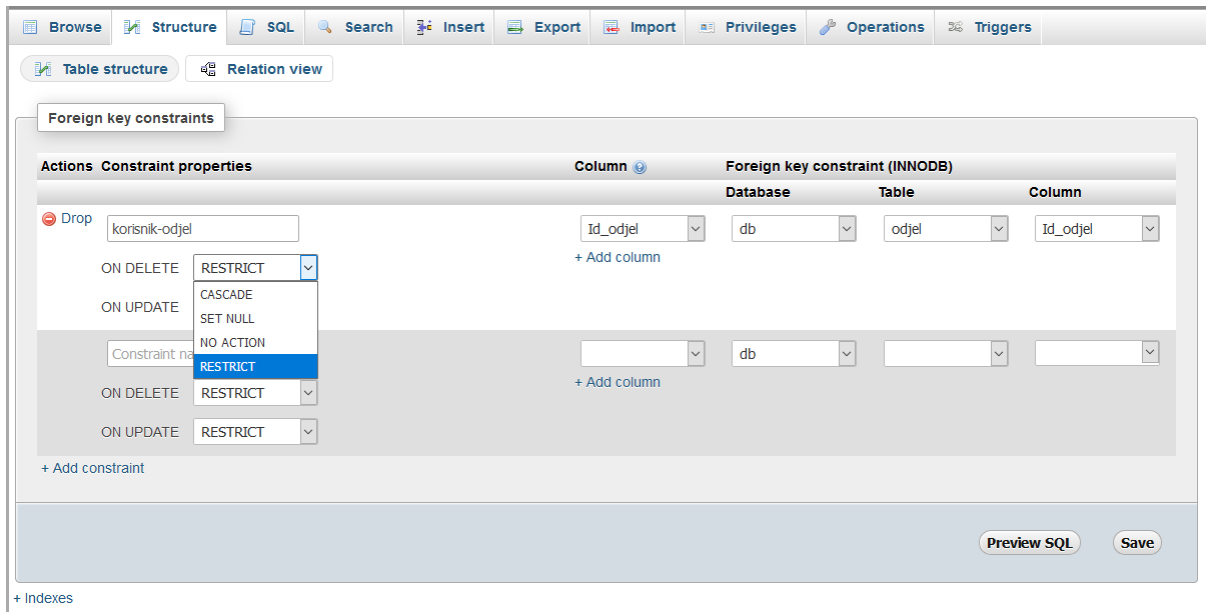 Browse Structure SQL Search Insert Export Import Privileges Operations Triggers
Table structure Relation view
Foreign key constraints
Actions Constraint properties Column Foreign key constraint (INNODB)
Database Table Column
Drop korisnik-odjel Id_odjel db odjel Id_odjel
+ Add column
ON DELETE RESTRICT
CASCADE
ON UPDATE
SET NULL
NO ACTION
RESTRICT
Constraint na db
+ Add column
ON DELETE RESTRICT
ON UPDATE RESTRICT
+ Add constraint
Preview SQL Save
+ Indexes